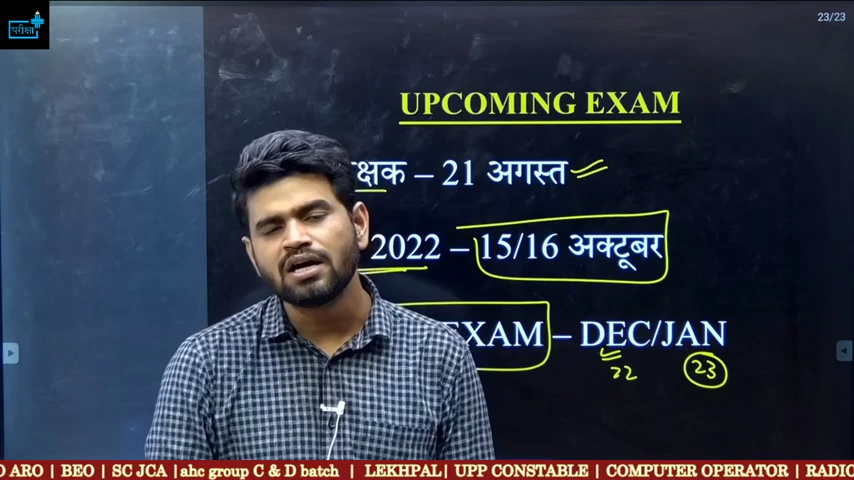 परीक्षा
23/23
UPCOMING EXAM
क्षक – 21 अगस्त
2022 – 15/16 अक्टूबर
EXAM – DEC/JAN
22 23
O ARO | BEO | SC JCA |ahc group C & D batch | LEKHPAL| UPP CONSTABLE | COMPUTER OPERATOR | RADIO